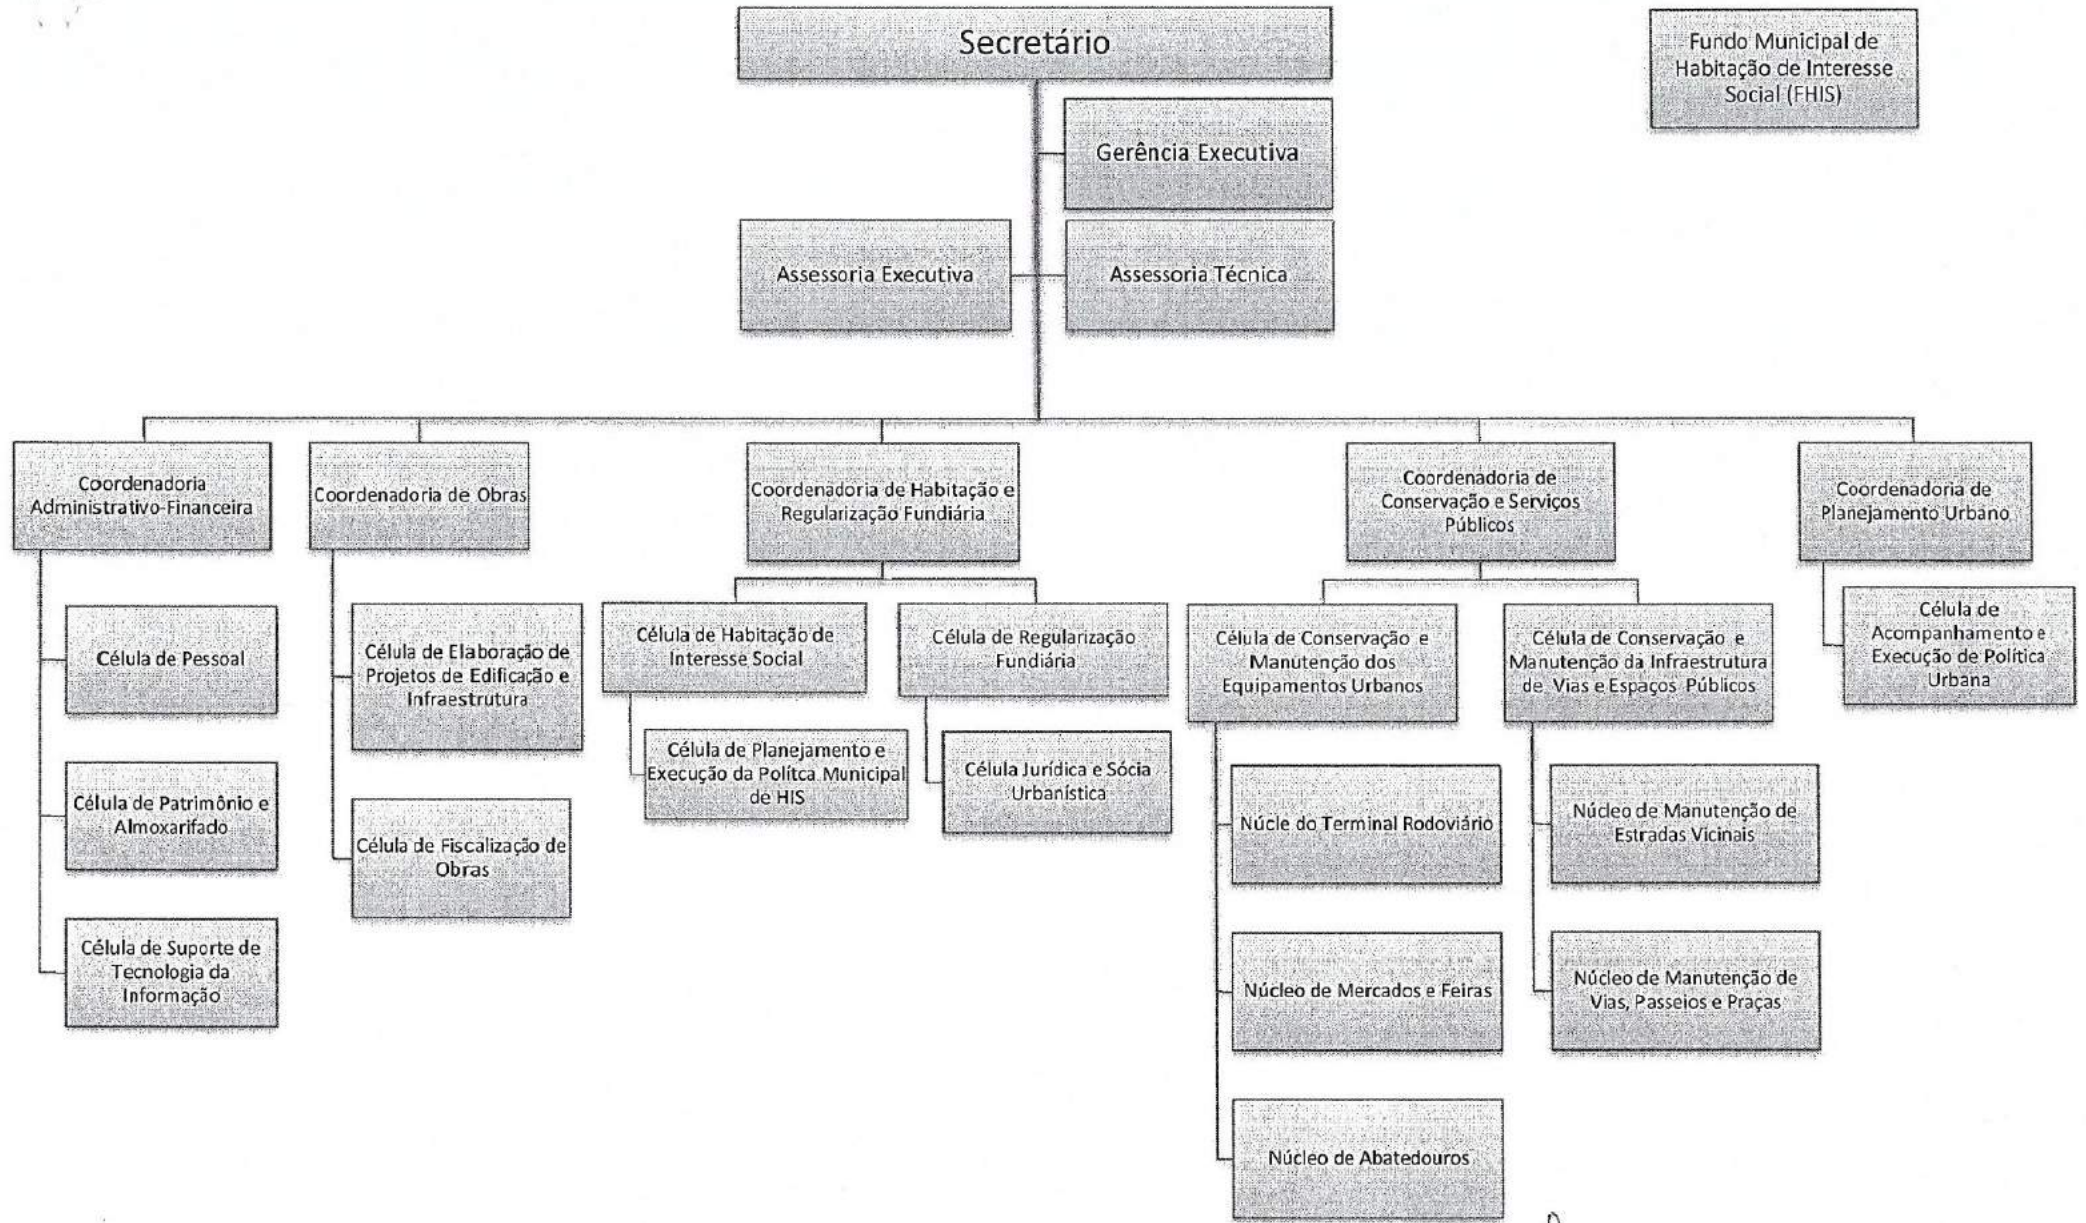 Secretário
Fundo Municipal de
Habitação de Interesse
Social (FHIS)
Gerência Executiva
Assessoria Executiva
Assessoria Técnica
Coordenadoria
Administrativo-Financeira
Coordenadoria de Obras
Coordenadoria de Habitação e
Regularização Fundiária
Coordenadoria de
Conservação e Serviços
Públicos
Coordenadoria de
Planejamento Urbano
Célula de Pessoal
Célula de Patrimônio e
Almoxarifado
Célula de Suporte de
Tecnologia da
Informação
Célula de Elaboração de
Projetos de Edificação e
Infraestrutura
Célula de Fiscalização de
Obras
Célula de Habitação de
Interesse Social
Célula de Planejamento e
Execução da Polítca Municipal
de HIS
Célula de Regularização
Fundiária
Célula Jurídica e Sócia
Urbanística
Célula de Conservação e
Manutenção dos
Equipamentos Urbanos
Núcle do Terminal Rodoviário
Núcleo de Mercados e Feiras
Núcleo de Abatedouros
Célula de Conservação e
Manutenção da Infraestrutura
de Vias e Espaços Públicos
Núcleo de Manutenção de
Estradas Vicinais
Núcleo de Manutenção de
Vias, Passeios e Praças
Célula de
Acompanhamento e
Execução de Política
Urbana